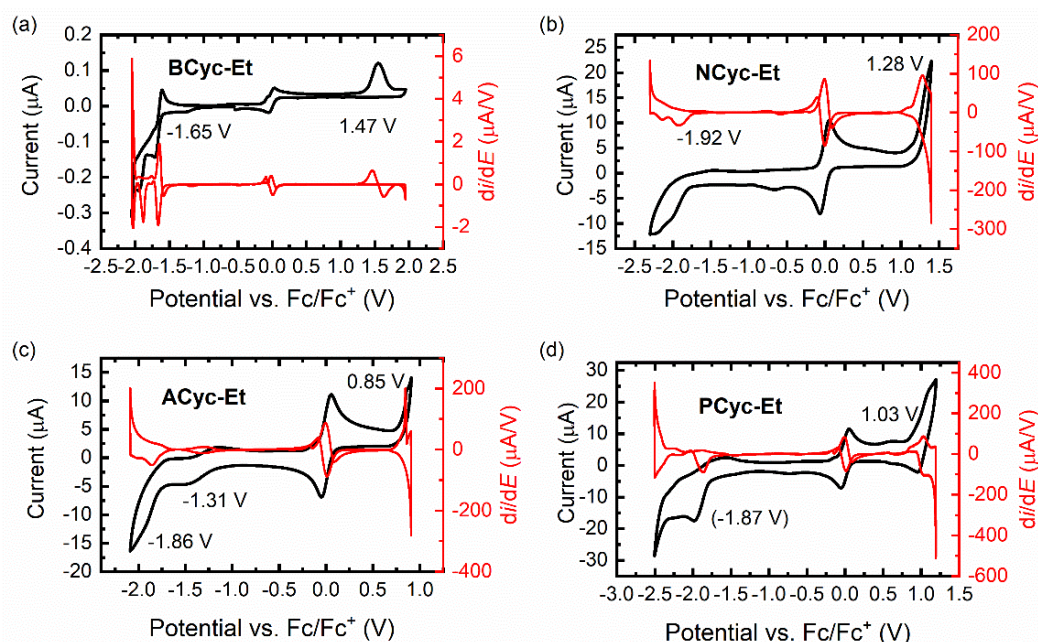 (a)
BCyc-Et
-1.65 V
1.47 V
0.2
0.1
0.0
-0.1
-0.2
-0.3
-0.4
Current (µA)
6
4
2
0
-2
di/dE (µA/V)
-2.5 -2.0 -1.5 -1.0 -0.5 0.0 0.5 1.0 1.5 2.0 2.5
Potential vs. Fc/Fc⁺ (V)
(b)
NCyc-Et
1.28 V
-1.92 V
25
20
15
10
5
0
-5
-10
-15
Current (µA)
200
100
0
-100
-200
-300
di/dE (µA/V)
-2.5 -2.0 -1.5 -1.0 -0.5 0.0 0.5 1.0 1.5
Potential vs. Fc/Fc⁺ (V)
(c)
ACyc-Et
0.85 V
-1.31 V
-1.86 V
15
10
5
0
-5
-10
-15
-20
Current (µA)
200
0
-200
-400
di/dE (µA/V)
-2.0 -1.5 -1.0 -0.5 0.0 0.5 1.0
Potential vs. Fc/Fc⁺ (V)
(d)
PCyc-Et
1.03 V
(-1.87 V)
30
20
10
0
-10
-20
-30
Current (µA)
400
200
0
-200
-400
-600
di/dE (µA/V)
-3.0 -2.5 -2.0 -1.5 -1.0 -0.5 0.0 0.5 1.0 1.5
Potential vs. Fc/Fc⁺ (V)